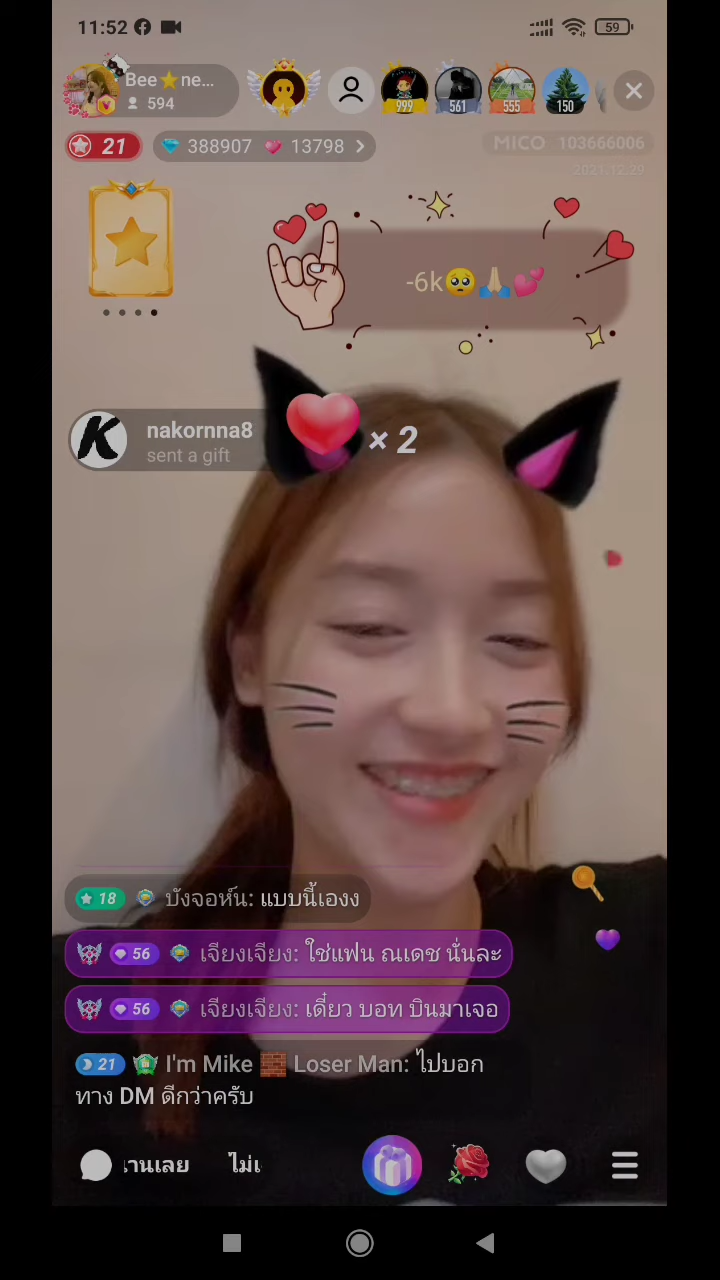 11:52
59
Bee⭐ne...
594
999
561
555
150
21
388907
13798
MICO 103666006
2021.12.29
-6k🥺🙏🏻💕
nakornna8
sent a gift
× 2
18 บังจอห์น: แบบนี้เองง
56 เจียงเจียง: ใช่แฟน ณเดช นั่นละ
56 เจียงเจียง: เดี๋ยว บอท บินมาเจอ
21 I'm Mike 🧱 Loser Man: ไปบอก
ทาง DM ดีกว่าครับ